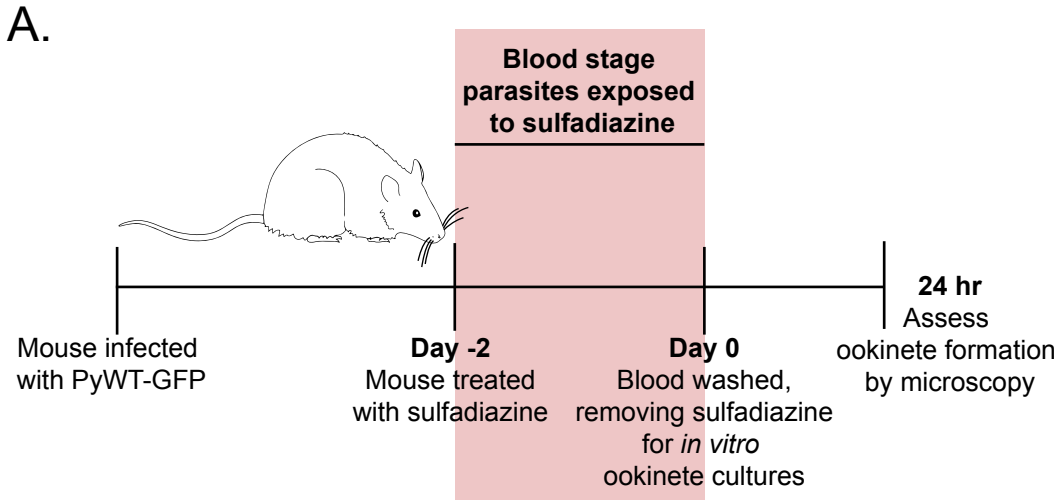 A.
Blood stage
parasites exposed
to sulfadiazine
Mouse infected
with PyWT-GFP
Day -2
Mouse treated
with sulfadiazine
Day 0
Blood washed,
removing sulfadiazine
for in vitro
ookinete cultures
24 hr
Assess
ookinete formation
by microscopy